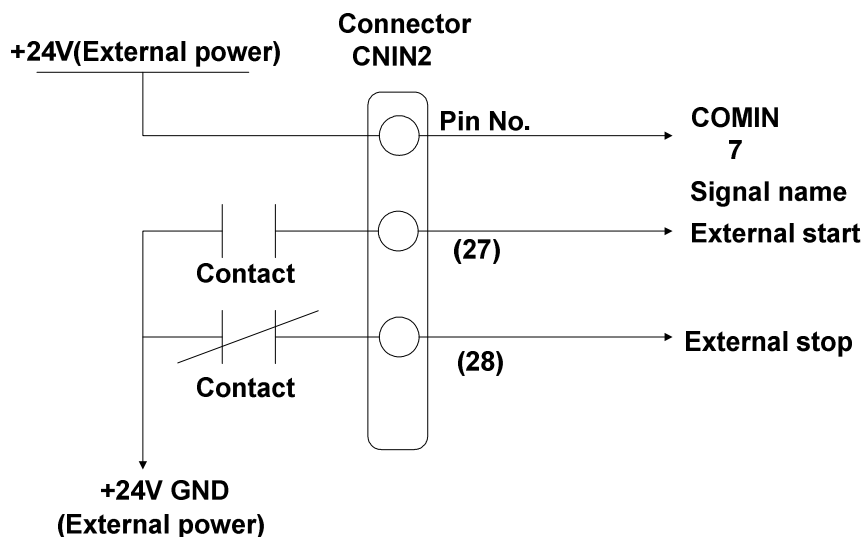 Connector
CNIN2
+24V(External power)
Pin No.
COMIN
7
Signal name
Contact
(27)
External start
Contact
(28)
External stop
+24V GND
(External power)